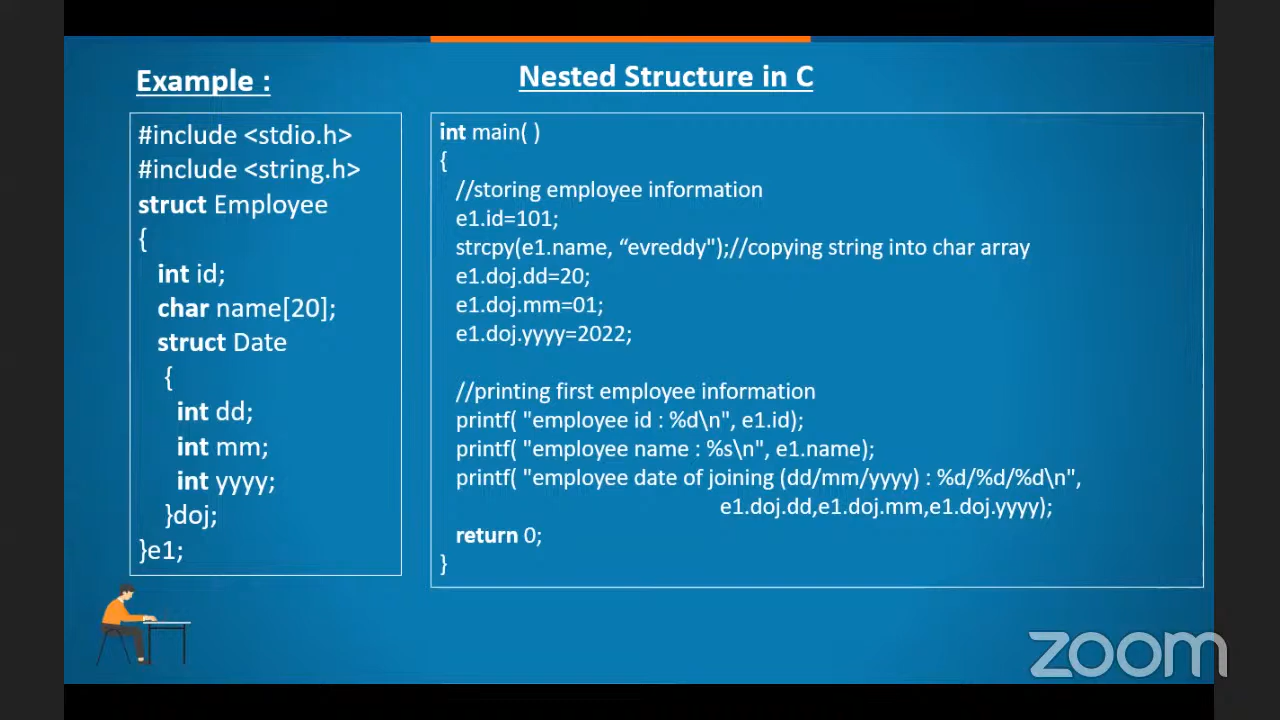 Example :
Nested Structure in C
#include <stdio.h>
#include <string.h>
struct Employee
{
int id;
char name[20];
struct Date
{
int dd;
int mm;
int yyyy;
}doj;
}e1;
int main( )
{
//storing employee information
e1.id=101;
strcpy(e1.name, “evreddy");//copying string into char array
e1.doj.dd=20;
e1.doj.mm=01;
e1.doj.yyyy=2022;
//printing first employee information
printf( "employee id : %d\n", e1.id);
printf( "employee name : %s\n", e1.name);
printf( "employee date of joining (dd/mm/yyyy) : %d/%d/%d\n",
e1.doj.dd,e1.doj.mm,e1.doj.yyyy);
return 0;
}
zoom